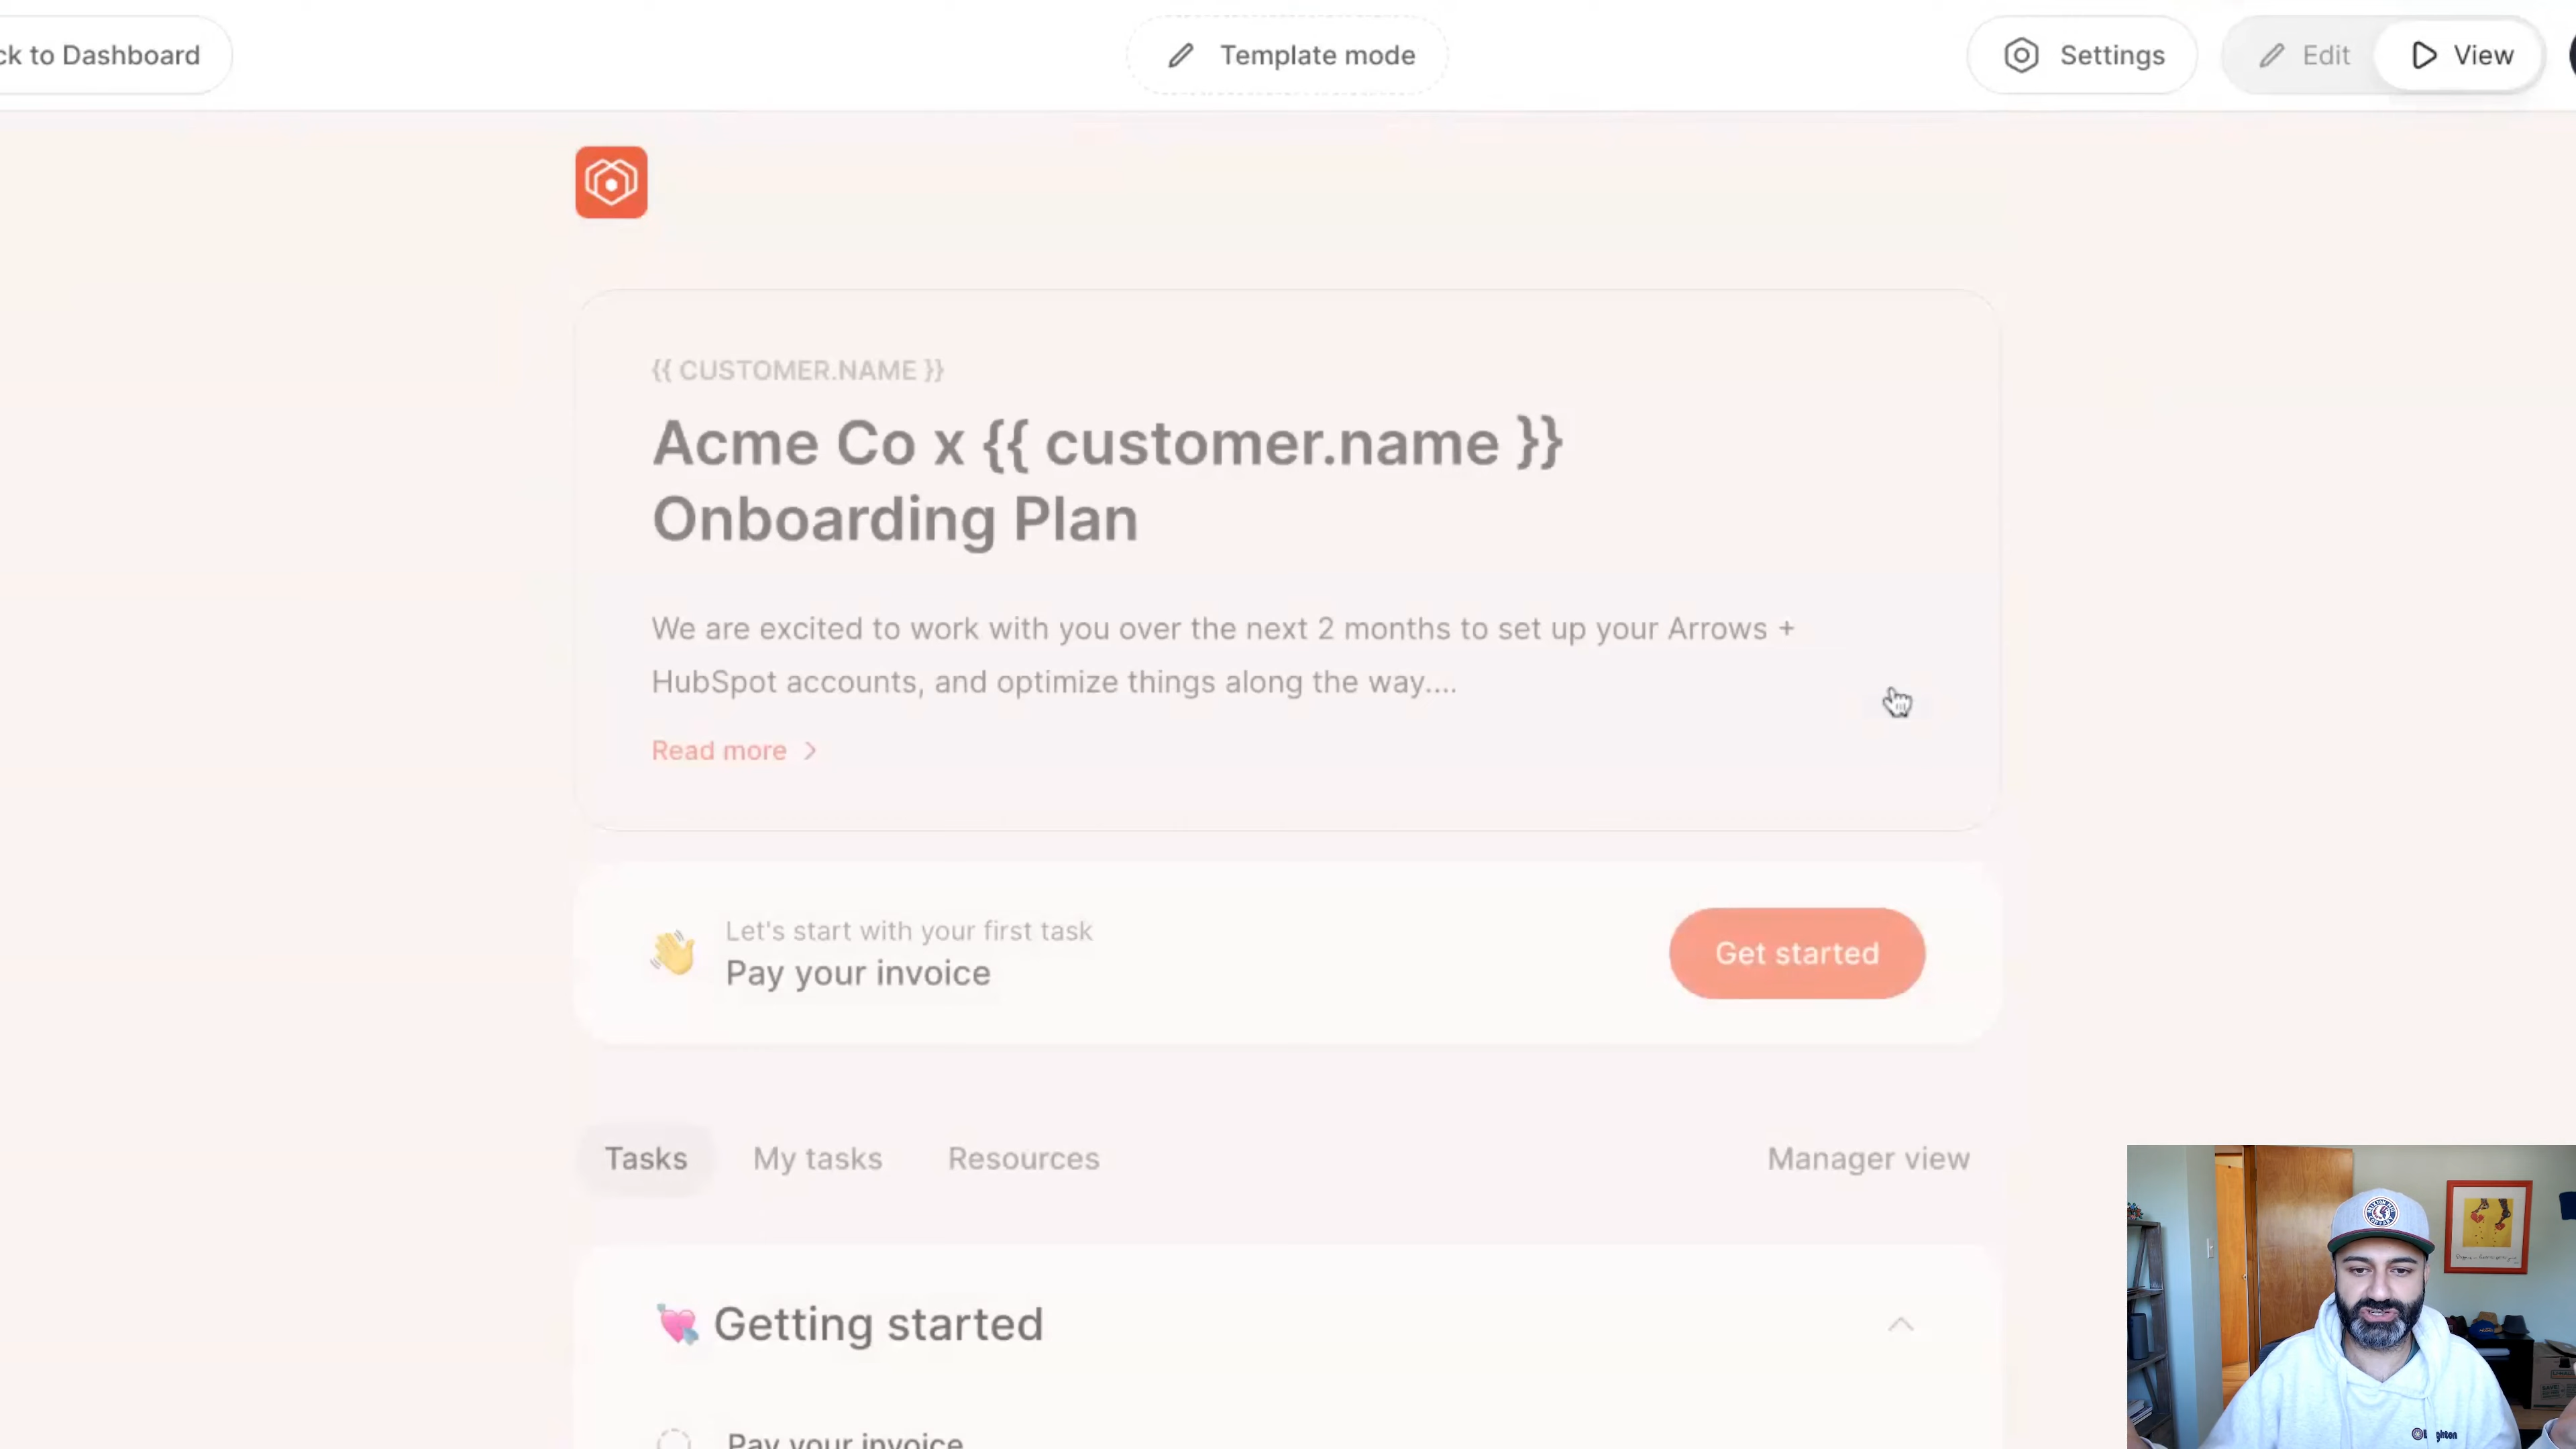 ck to Dashboard
Template mode
Settings
Edit
View
{{ CUSTOMER.NAME }}
Acme Co x {{ customer.name }}
Onboarding Plan
We are excited to work with you over the next 2 months to set up your Arrows +
HubSpot accounts, and optimize things along the way....
Read more
Let's start with your first task
Pay your invoice
Get started
Tasks
My tasks
Resources
Manager view
Getting started
Pay your invoice